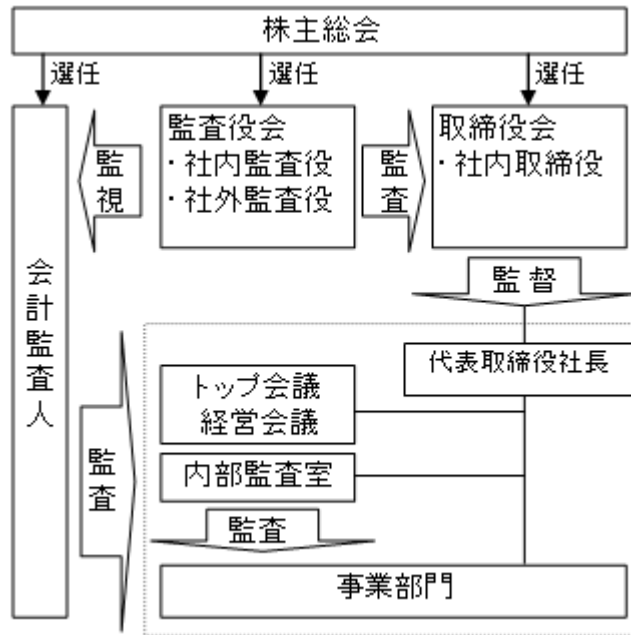 株主総会
選任
選任
選任
監査役会
・社内監査役
・社外監査役
取締役会
・社内取締役
監視
監査
会計監査人
監督
代表取締役社長
トップ会議
経営会議
内部監査室
監査
監査
事業部門